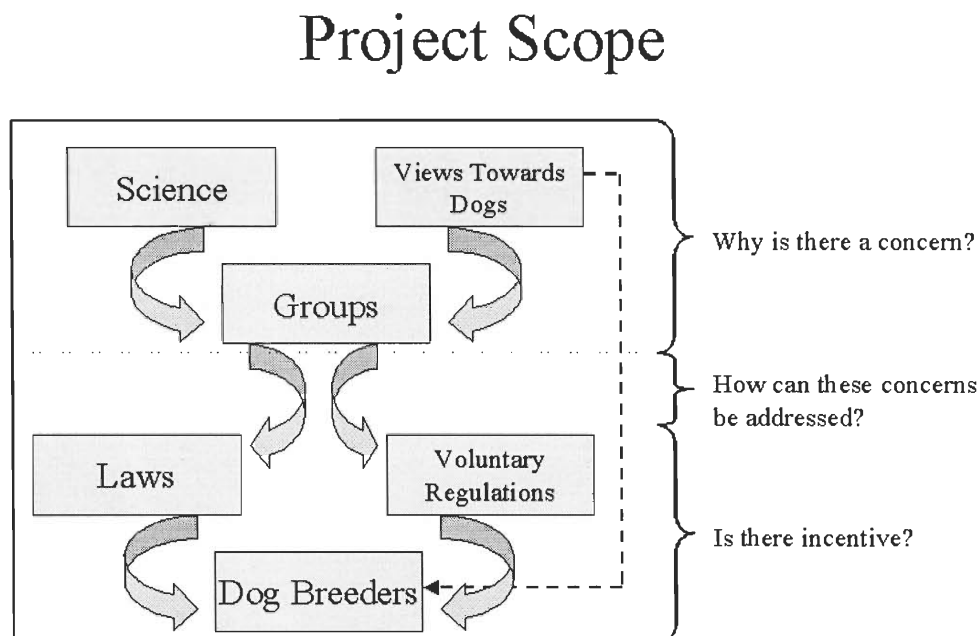 Project Scope
Science
Views Towards
Dogs
Why is there a concern?
Groups
How can these concerns
be addressed?
Laws
Voluntary
Regulations
Is there incentive?
Dog Breeders